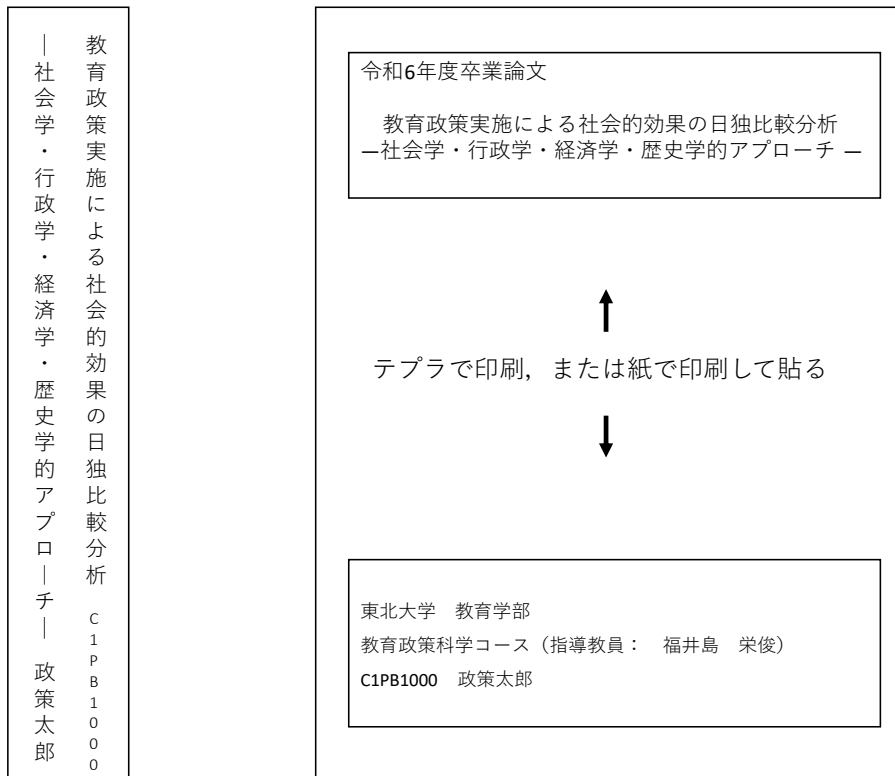 教育政策実施による社会的効果の日独比較分析 C1PB1000
―社会学・行政学・経済学・歴史学的アプローチ― 政策太郎
令和6年度卒業論文
教育政策実施による社会的効果の日独比較分析
―社会学・行政学・経済学・歴史学的アプローチ ―
テプラで印刷，または紙で印刷して貼る
東北大学　教育学部
教育政策科学コース（指導教員：　福井島　栄俊）
C1PB1000　政策太郎